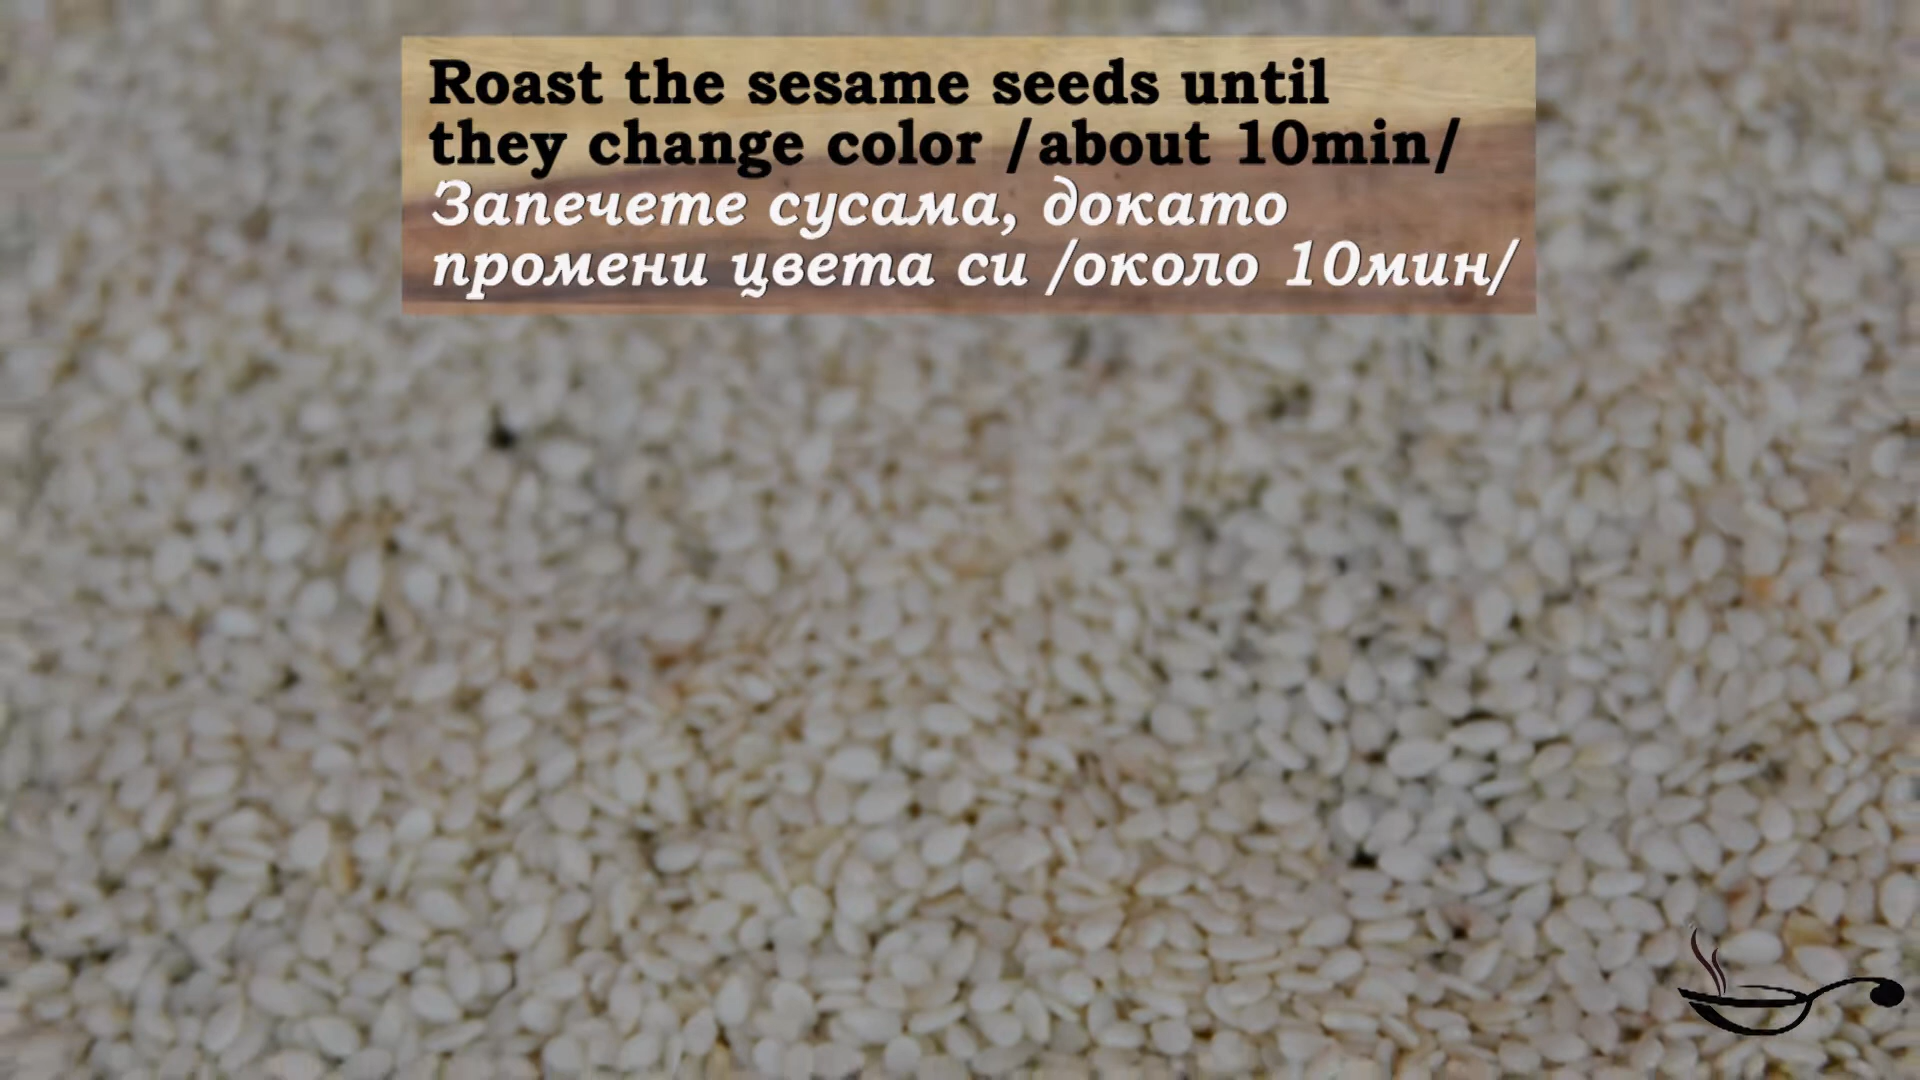 Roast the sesame seeds until
they change color /about 10min/
Запечете сусама, докато
промени цвета си /около 10мин/